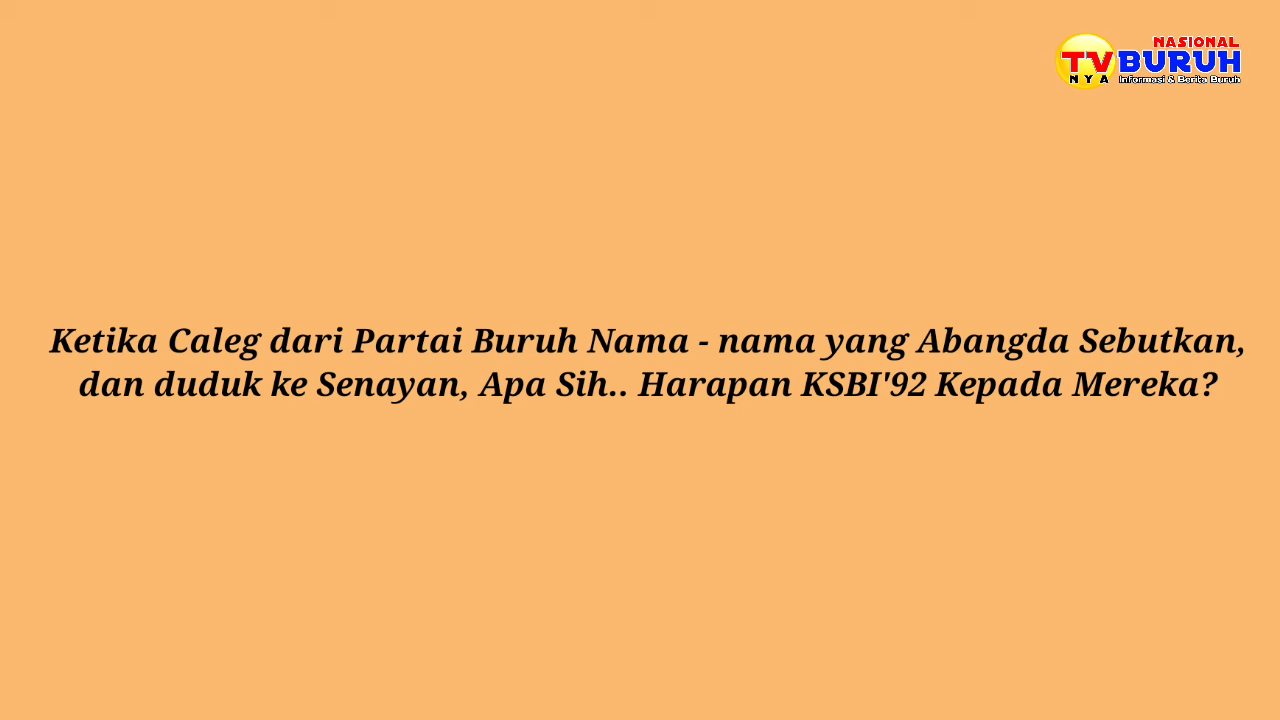 NASIONAL
TV BURUH
NYA Informasi & Berita Buruh
Ketika Caleg dari Partai Buruh Nama - nama yang Abangda Sebutkan,
dan duduk ke Senayan, Apa Sih.. Harapan KSBI'92 Kepada Mereka?